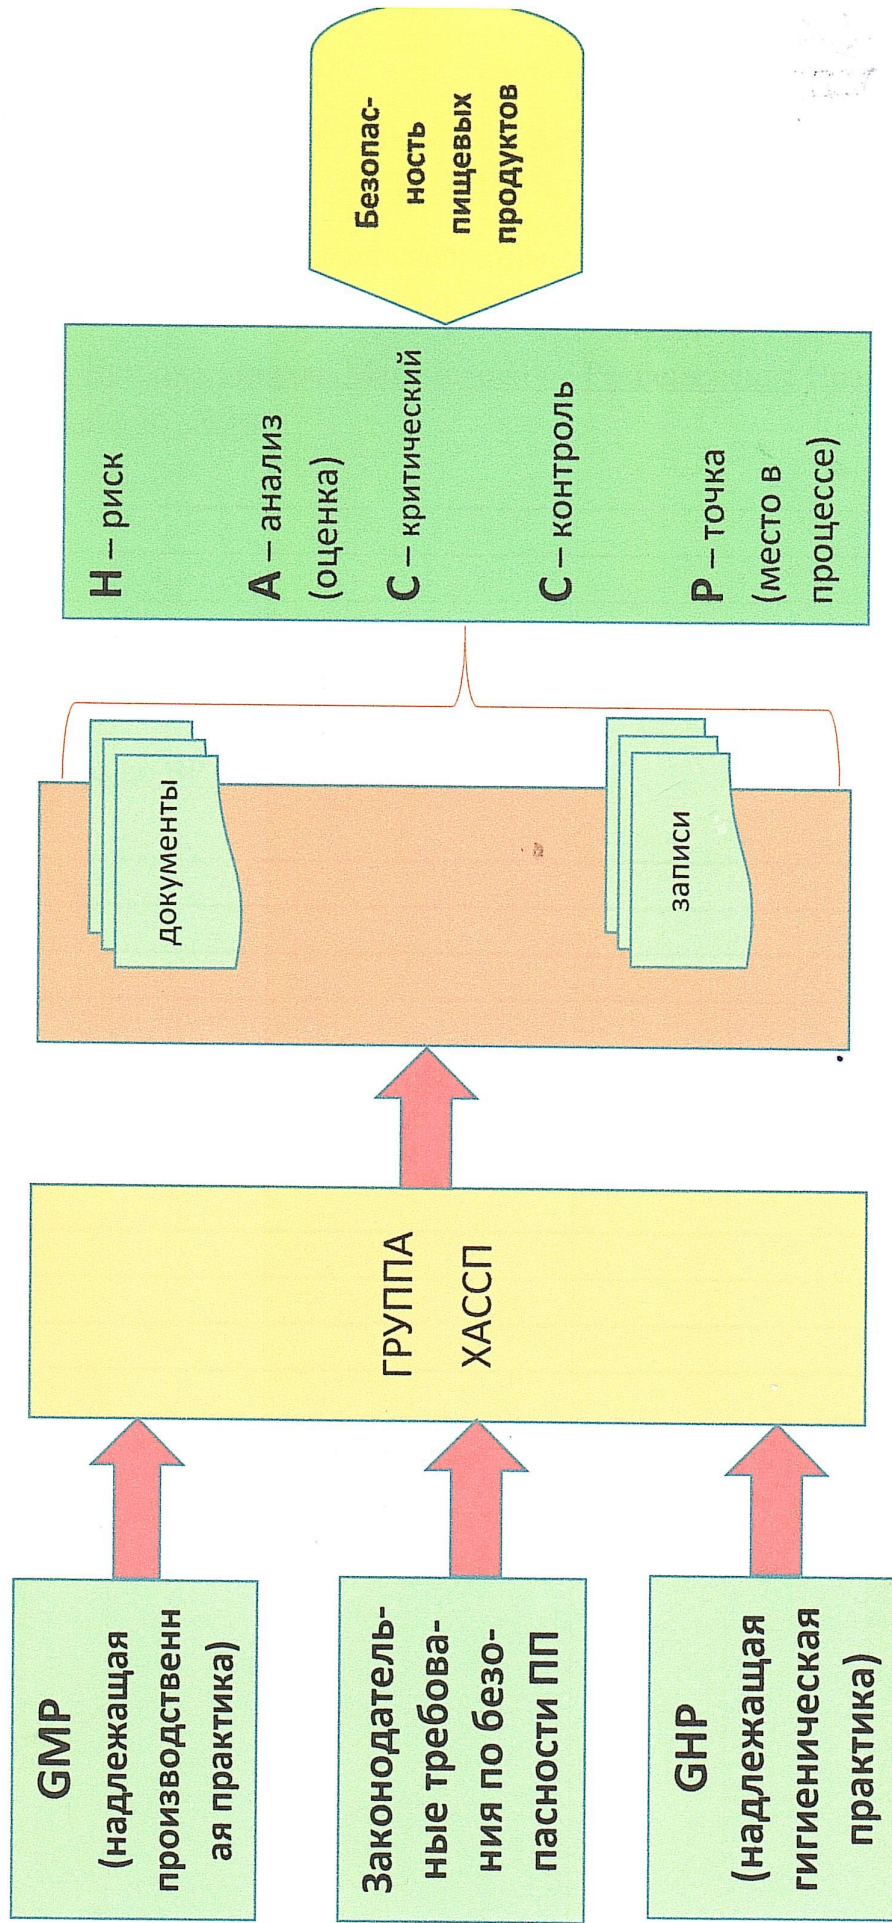 GMP
(надлежащая
производственн
ая практика)
Законодатель-
ные требова-
ния по безо-
пасности ПП
GHP
(надлежащая
гигиеническая
практика)
ГРУППА
ХАССП
документы
записи
H – риск
A – анализ
(оценка)
C – критический
C – контроль
P – точка
(место в
процессе)
Безопас-
ность
пищевых
продуктов